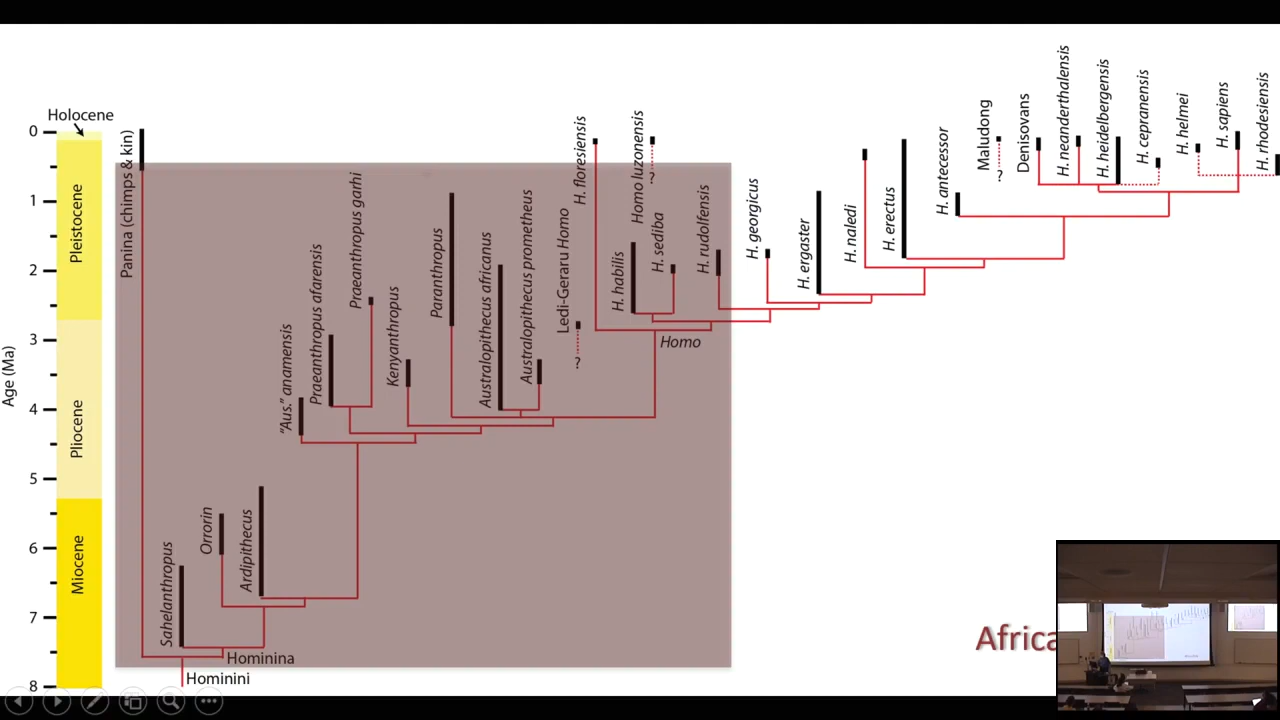 Holocene
0
1
2
3
4
5
6
7
8
Age (Ma)
Pleistocene
Pliocene
Miocene
Panina (chimps & kin)
Sahelanthropus
Orrorin
Ardipithecus
"Aus." anamensis
Praeanthropus afarensis
Praeanthropus garhi
Kenyanthropus
Paranthropus
Australopithecus africanus
Australopithecus prometheus
Ledi-Geraru Homo
?
H. floresiensis
H. habilis
Homo luzonensis
?
H. sediba
H. rudolfensis
H. georgicus
H. ergaster
H. naledi
H. erectus
H. antecessor
Maludong
?
Denisovans
H. neanderthalensis
H. heidelbergensis
H. cepranensis
H. helmei
H. sapiens
H. rhodesiensis
Homo
Hominina
Hominini
Africa